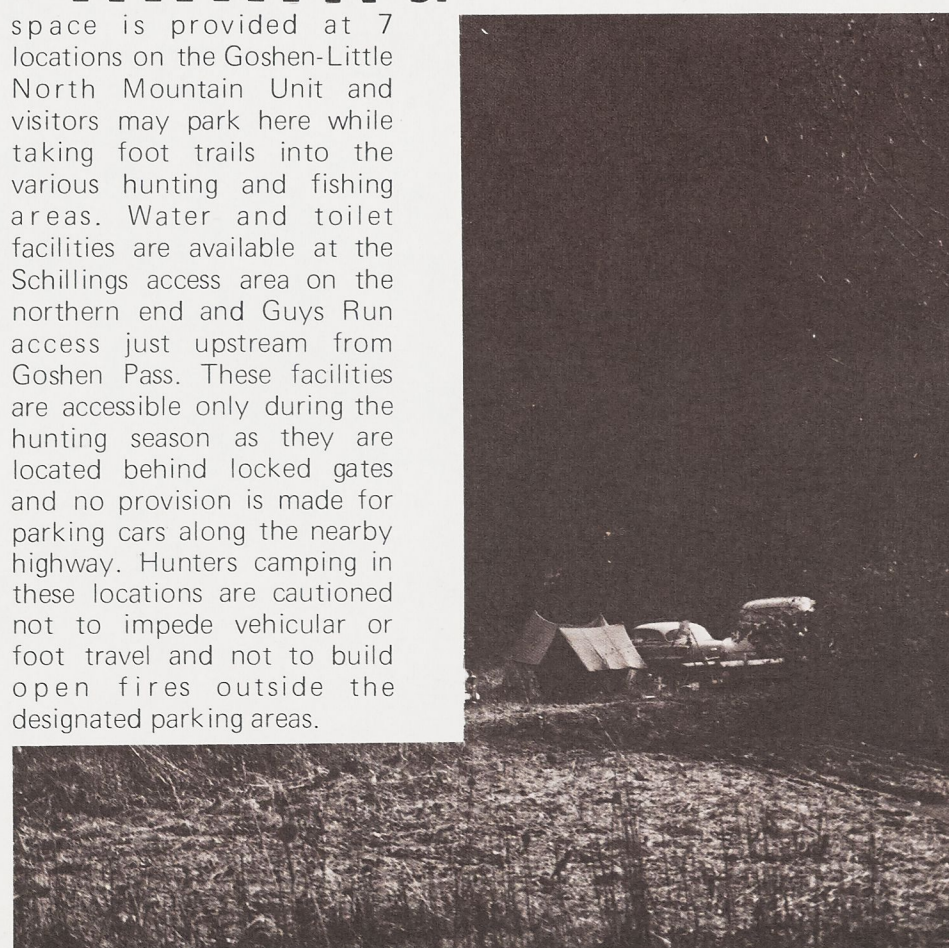 space is provided at 7
locations on the Goshen-Little
North Mountain Unit and
visitors may park here while
taking foot trails into the
various hunting and fishing
areas. Water and toilet
facilities are available at the
Schillings access area on the
northern end and Guys Run
access just upstream from
Goshen Pass. These facilities
are accessible only during the
hunting season as they are
located behind locked gates
and no provision is made for
parking cars along the nearby
highway. Hunters camping in
these locations are cautioned
not to impede vehicular or
foot travel and not to build
open fires outside the
designated parking areas.